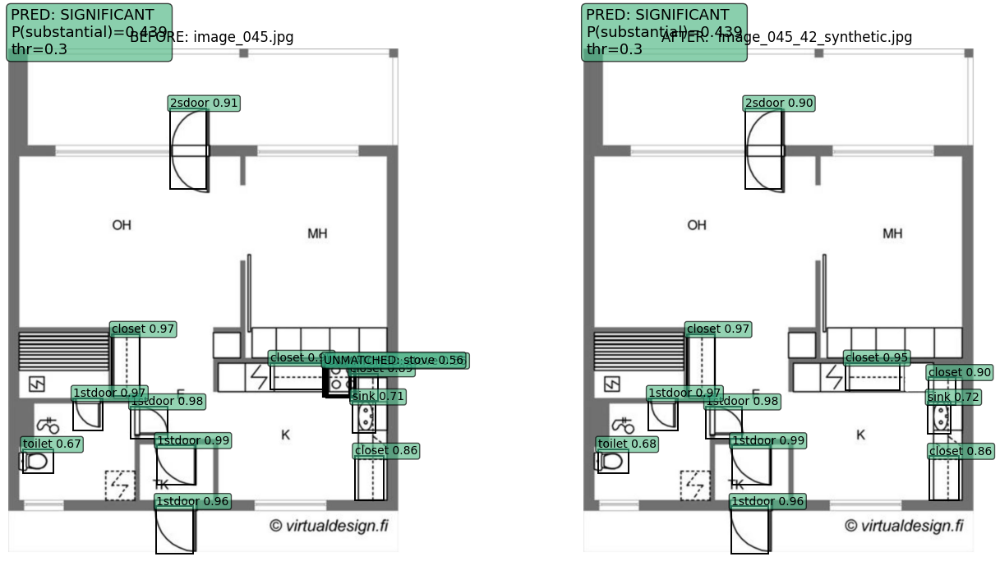 PRED: SIGNIFICANT
P(substantial)=0.439
thr=0.3
BEFORE: image_045.jpg
2sdoor 0.91
OH
MH
closet 0.97
UNMATCHED: stove 0.56
1stdoor 0.97
sink 0.71
1stdoor 0.98
K
1stdoor 0.99
toilet 0.67
closet 0.86
TK
1stdoor 0.96
© virtualdesign.fi
PRED: SIGNIFICANT
P(substantial)=0.439
thr=0.3
AFTER: image_045_42_synthetic.jpg
2sdoor 0.90
OH
MH
closet 0.97
closet 0.95
closet 0.90
1stdoor 0.97
sink 0.72
1stdoor 0.98
K
1stdoor 0.99
toilet 0.68
closet 0.86
TK
1stdoor 0.96
© virtualdesign.fi